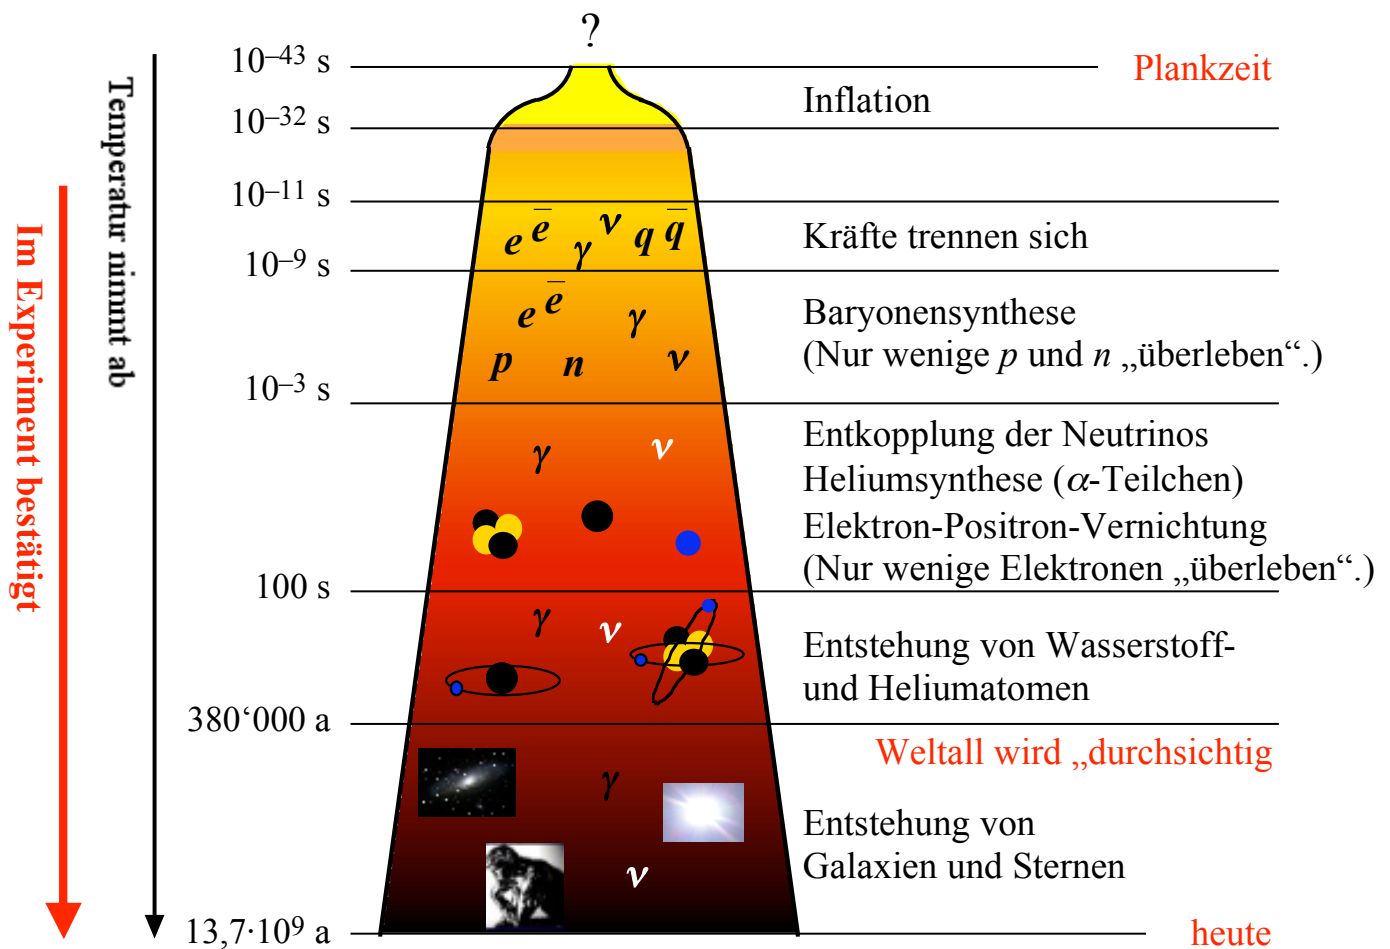 ?
10⁻⁴³ s
Plankzeit
Inflation
10⁻³² s
10⁻¹¹ s
e e̅ γ ν q q̅
Kräfte trennen sich
10⁻⁹ s
e e̅ γ
p n ν
Baryonensynthese
(Nur wenige p und n „überleben“.)
10⁻³ s
γ ν
Entkopplung der Neutrinos
Heliumsynthese (α-Teilchen)
Elektron-Positron-Vernichtung
(Nur wenige Elektronen „überleben“.)
100 s
γ ν
Entstehung von Wasserstoff-
und Heliumatomen
380‘000 a
Weltall wird „durchsichtig
γ
Entstehung von
Galaxien und Sternen
ν
13,7·10⁹ a
heute
Temperatur nimmt ab
Im Experiment bestätigt